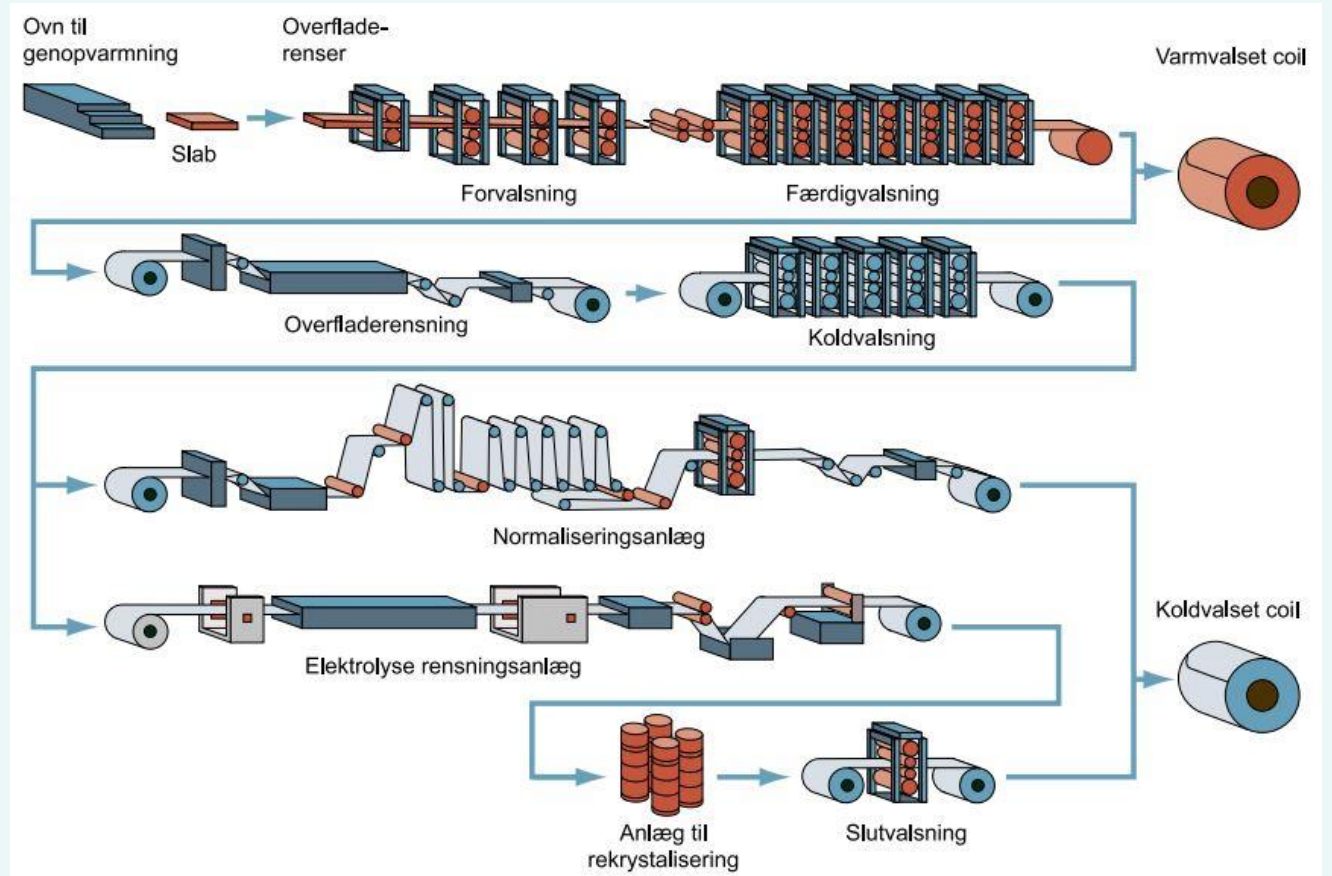 Ovn til
genopvarmning
Overflade-
renser
Varmvalset coil
Slab
Forvalsning
Færdigvalsning
Overfladerensning
Koldvalsning
Normaliseringsanlæg
Elektrolyse rensningsanlæg
Koldvalset coil
Anlæg til
rekrystalisering
Slutvalsning